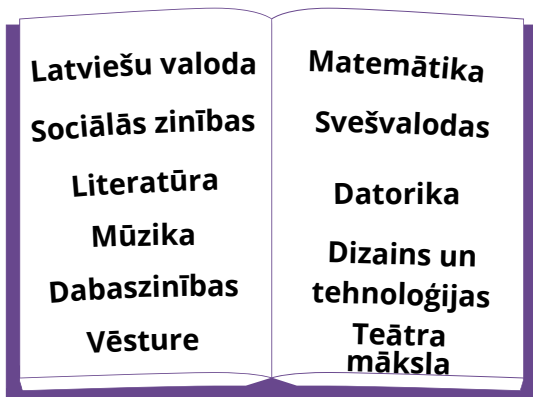 Latviešu valoda
Sociālās zinības
Literatūra
Mūzika
Dabaszinības
Vēsture
Matemātika
Svešvalodas
Datorika
Dizains un
tehnoloģijas
Teātra
māksla